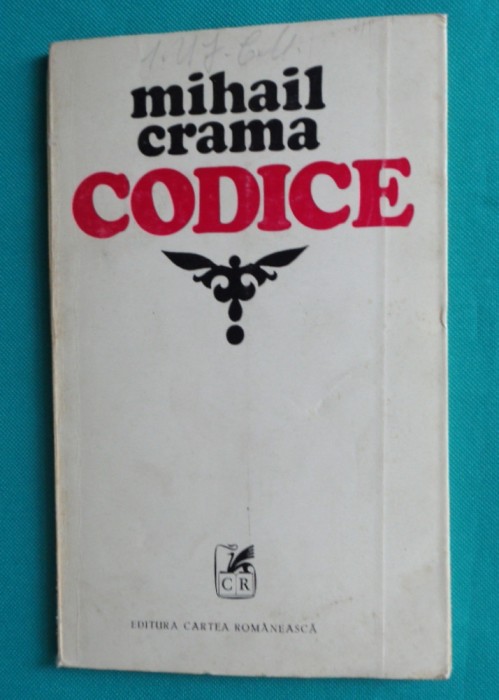 mihail
crama
CODICE
CR
EDITURA CARTEA ROMÂNEASCĂ